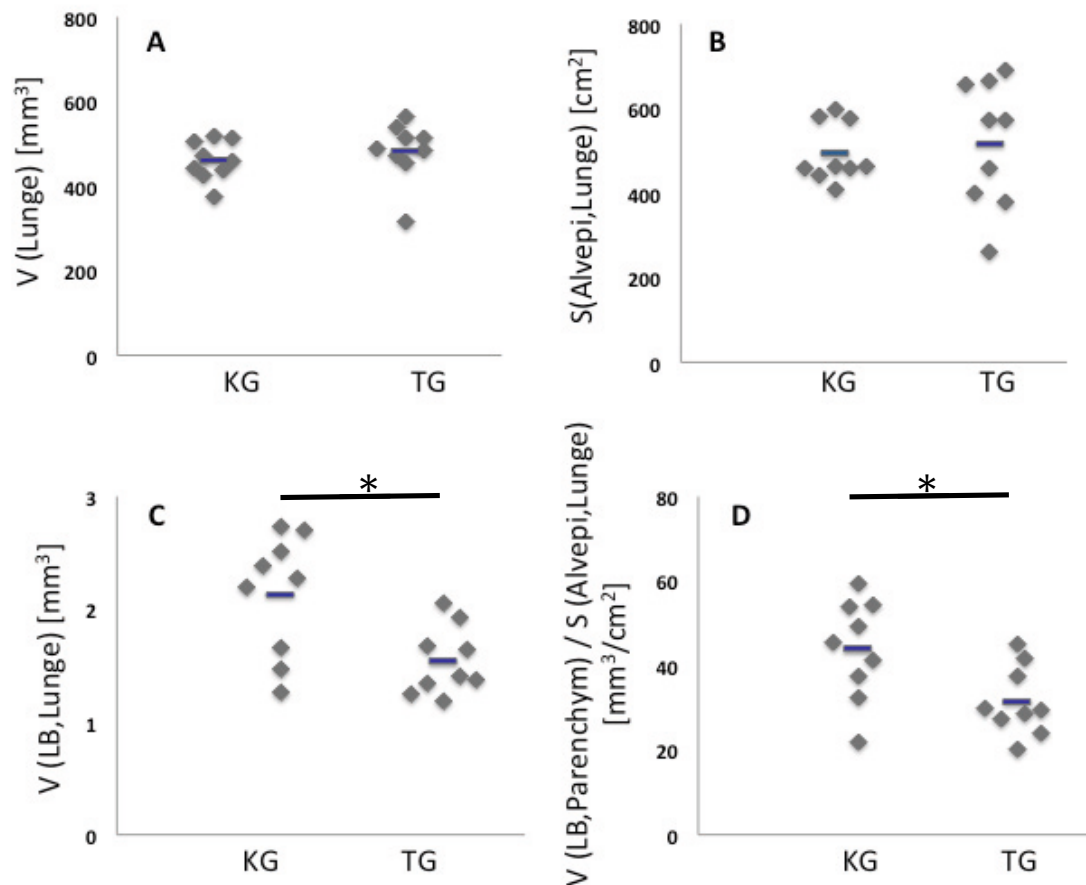 A
V (Lunge) [mm³]
800
600
400
200
0
KG TG
B
S(Alvepi,Lunge) [cm²]
800
600
400
200
0
KG TG
C
*
V (LB,Lunge) [mm³]
3
2
1
0
KG TG
D
*
V (LB,Parenchym) / S (Alvepi,Lunge)
[mm³/cm²]
80
60
40
20
0
KG TG